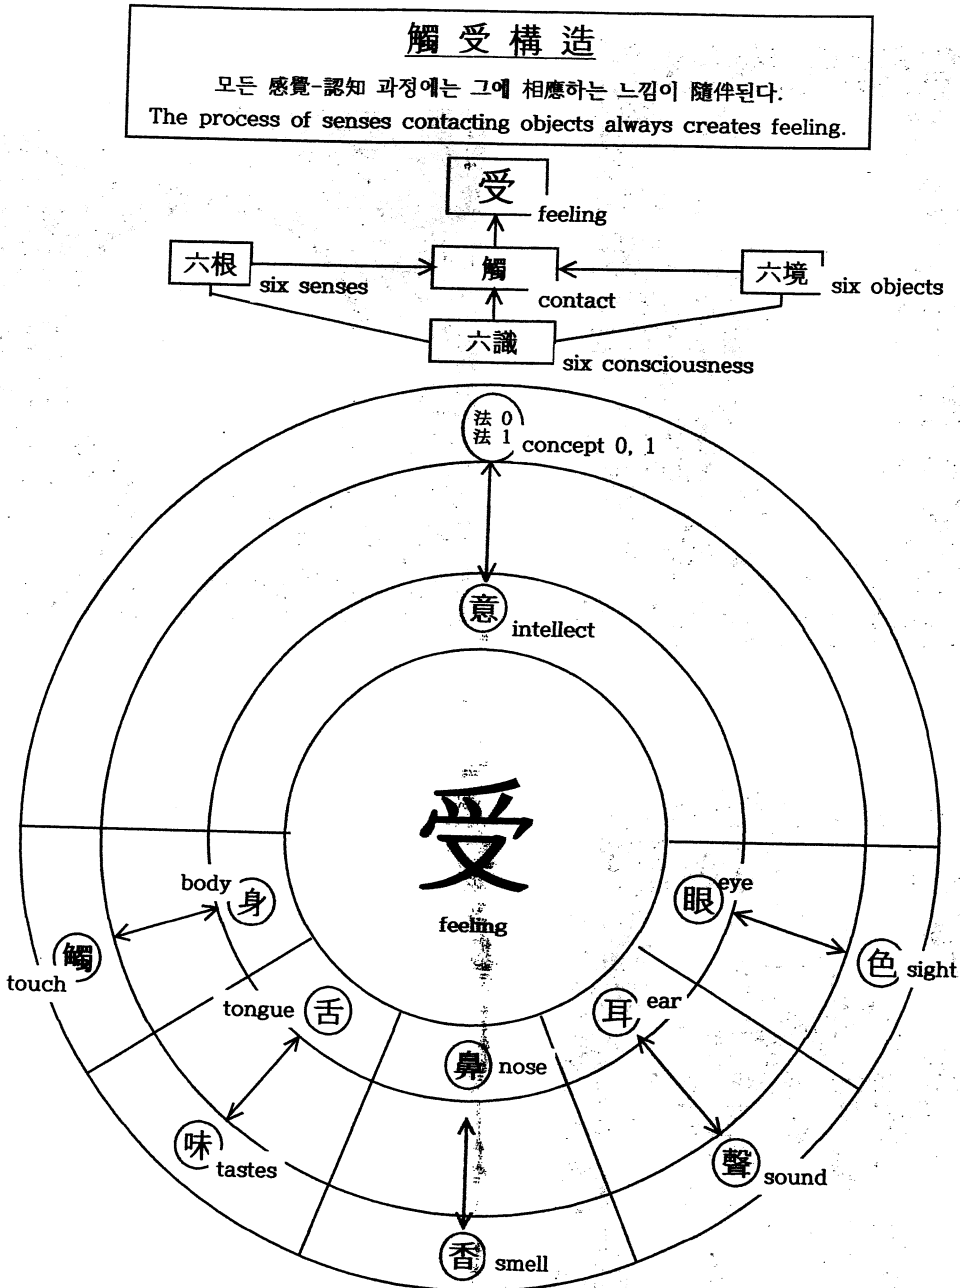 觸受構造
모든 感覺-認知 과정에는 그에 相應하는 느낌이 隨伴된다.
The process of senses contacting objects always creates feeling.
受
feeling
六根
six senses
觸
contact
六境
six objects
六識
six consciousness
法 0
法 1
concept 0, 1
意
intellect
受
feeling
body 身
眼 eye
觸
touch
色 sight
tongue 舌
耳 ear
鼻 nose
味
tastes
聲
sound
香 smell